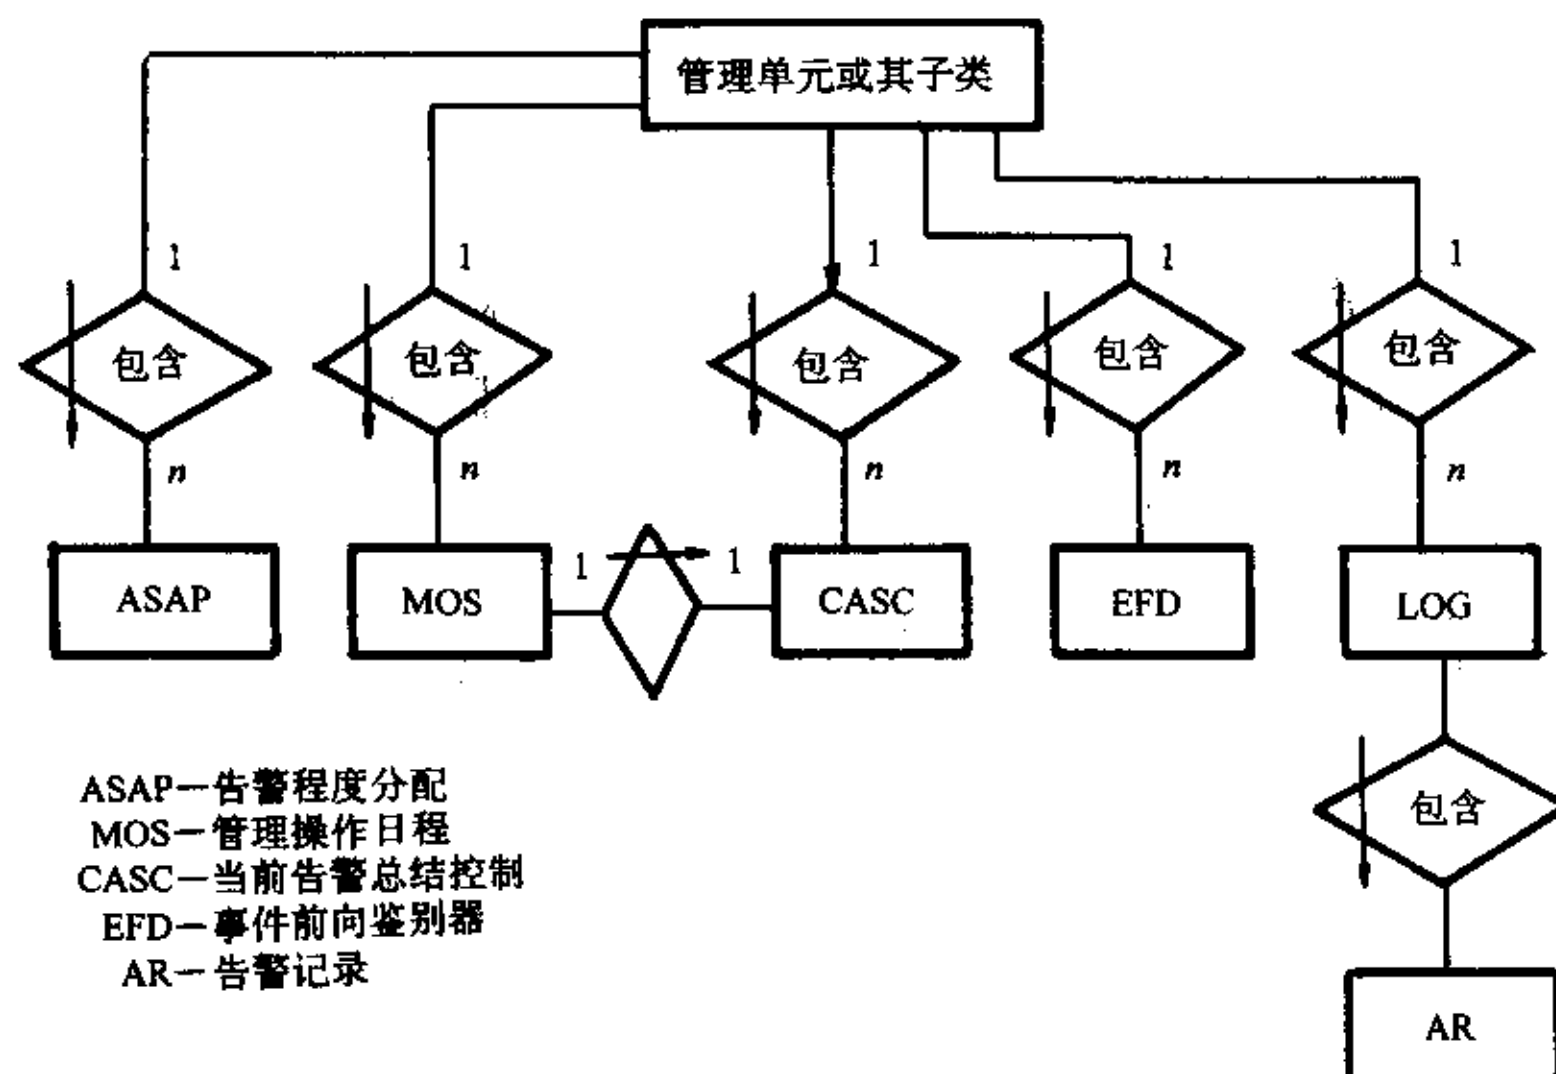 管理单元或其子类
1 1 1 1 1
包含 包含 包含 包含 包含
n n n n n
1 1
ASAP MOS CASC EFD LOG
ASAP—告警程度分配
MOS—管理操作日程
包含
CASC—当前告警总结控制
EFD—事件前向鉴别器
AR—告警记录
AR